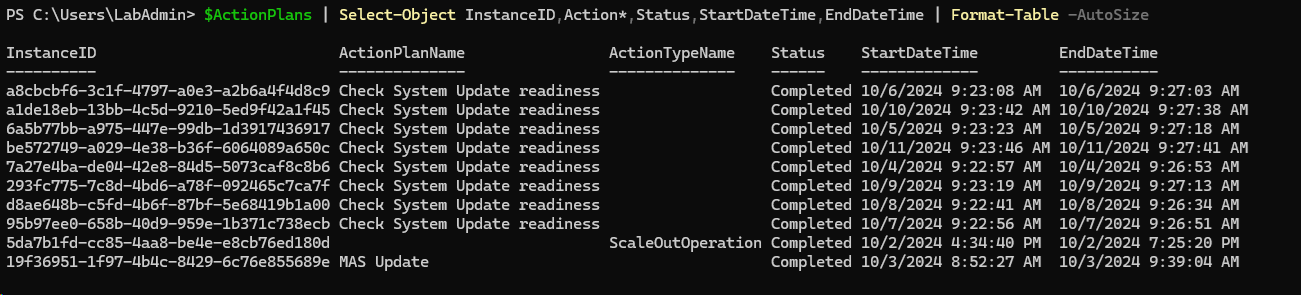 PS C:\Users\LabAdmin> $ActionPlans | Select-Object InstanceID,Action*,Status,StartDateTime,EndDateTime | Format-Table -AutoSize
InstanceID ActionPlanName ActionTypeName Status StartDateTime EndDateTime
---------- -------------- -------------- ------ ------------- -----------
a8cbcbf6-3c1f-4797-a0e3-a2b6a4f4d8c9 Check System Update readiness Completed 10/6/2024 9:23:08 AM 10/6/2024 9:27:03 AM
a1de18eb-13bb-4c5d-9210-5ed9f42a1f45 Check System Update readiness Completed 10/10/2024 9:23:42 AM 10/10/2024 9:27:38 AM
6a5b77bb-a975-447e-99db-1d3917436917 Check System Update readiness Completed 10/5/2024 9:23:23 AM 10/5/2024 9:27:18 AM
be572749-a029-4e38-b36f-6064089a650c Check System Update readiness Completed 10/11/2024 9:23:46 AM 10/11/2024 9:27:41 AM
7a27e4ba-de04-42e8-84d5-5073caf8c8b6 Check System Update readiness Completed 10/4/2024 9:22:57 AM 10/4/2024 9:26:53 AM
293fc775-7c8d-4bd6-a78f-092465c7ca7f Check System Update readiness Completed 10/9/2024 9:23:19 AM 10/9/2024 9:27:13 AM
d8ae648b-c5fd-4b6f-87bf-5e68419b1a00 Check System Update readiness Completed 10/8/2024 9:22:41 AM 10/8/2024 9:26:34 AM
95b97ee0-658b-40d9-959e-1b371c738ecb Check System Update readiness Completed 10/7/2024 9:22:56 AM 10/7/2024 9:26:51 AM
5da7b1fd-cc85-4aa8-be4e-e8cb76ed180d ScaleOutOperation Completed 10/2/2024 4:34:40 PM 10/2/2024 7:25:20 PM
19f36951-1f97-4b4c-8429-6c76e855689e MAS Update Completed 10/3/2024 8:52:27 AM 10/3/2024 9:39:04 AM